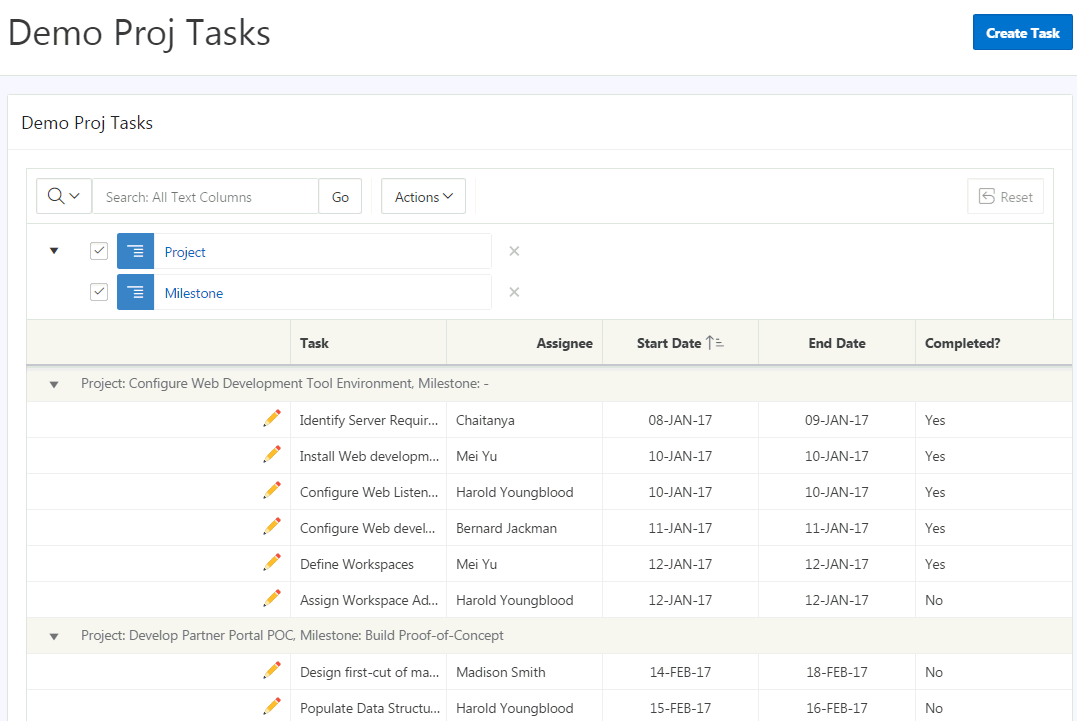 Demo Proj Tasks
Create Task
Demo Proj Tasks
Search: All Text Columns Go Actions Reset
Project
Milestone
Task Assignee Start Date End Date Completed?
Project: Configure Web Development Tool Environment, Milestone: -
Identify Server Requir... Chaitanya 08-JAN-17 09-JAN-17 Yes
Install Web developm... Mei Yu 10-JAN-17 10-JAN-17 Yes
Configure Web Listen... Harold Youngblood 10-JAN-17 10-JAN-17 Yes
Configure Web devel... Bernard Jackman 11-JAN-17 11-JAN-17 Yes
Define Workspaces Mei Yu 12-JAN-17 12-JAN-17 Yes
Assign Workspace Ad... Harold Youngblood 12-JAN-17 12-JAN-17 No
Project: Develop Partner Portal POC, Milestone: Build Proof-of-Concept
Design first-cut of ma... Madison Smith 14-FEB-17 18-FEB-17 No
Populate Data Structu... Harold Youngblood 15-FEB-17 16-FEB-17 No